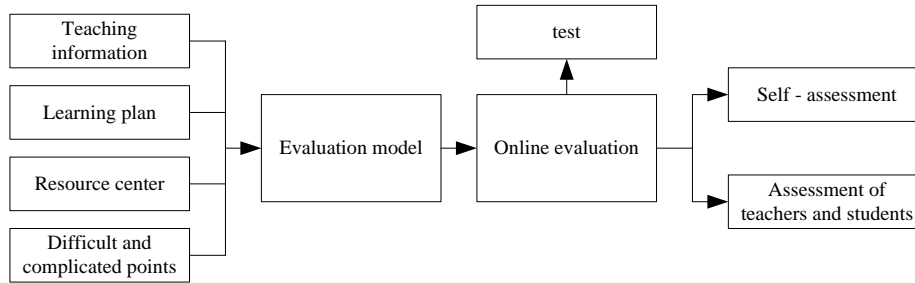 Teaching
information
Learning plan
Resource center
Difficult and
complicated points
Evaluation model
test
Online evaluation
Self - assessment
Assessment of
teachers and students